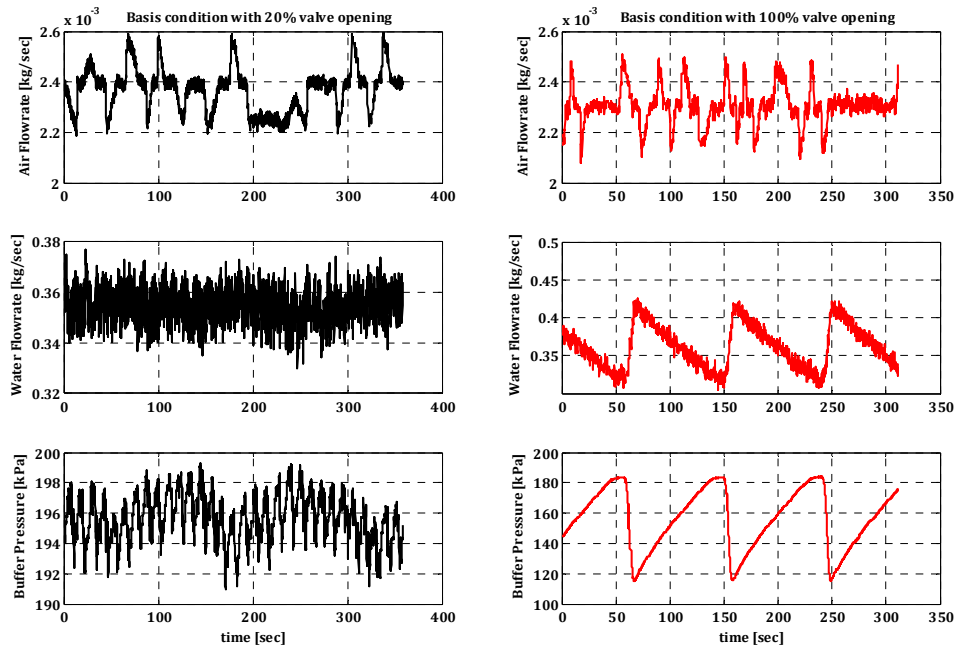 Basis condition with 20% valve opening
x 10⁻³
Air Flowrate [kg/sec]
2.6
2.4
2.2
2
0 100 200 300 400
Basis condition with 100% valve opening
x 10⁻³
Air Flowrate [kg/sec]
2.6
2.4
2.2
2
0 50 100 150 200 250 300 350
Water Flowrate [kg/sec]
0.38
0.36
0.34
0.32
0 100 200 300 400
Water Flowrate [kg/sec]
0.5
0.4
0.35
0 50 100 150 200 250 300 350
Buffer Pressure [kPa]
200
198
196
194
192
190
0 100 200 300 400
time [sec]
Buffer Pressure [kPa]
200
180
160
140
120
100
0 50 100 150 200 250 300 350
time [sec]